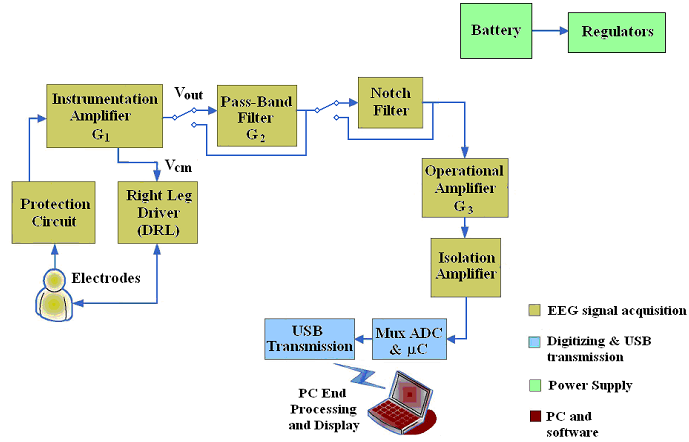 Battery
Regulators
Instrumentation
Amplifier
G1
Vout
Pass-Band
Filter
G2
Notch
Filter
Vcm
Protection
Circuit
Right Leg
Driver
(DRL)
Operational
Amplifier
G3
Electrodes
Isolation
Amplifier
USB
Transmission
Mux ADC
& µC
PC End
Processing
and Display
EEG signal acquisition
Digitizing & USB
transmission
Power Supply
PC and
software